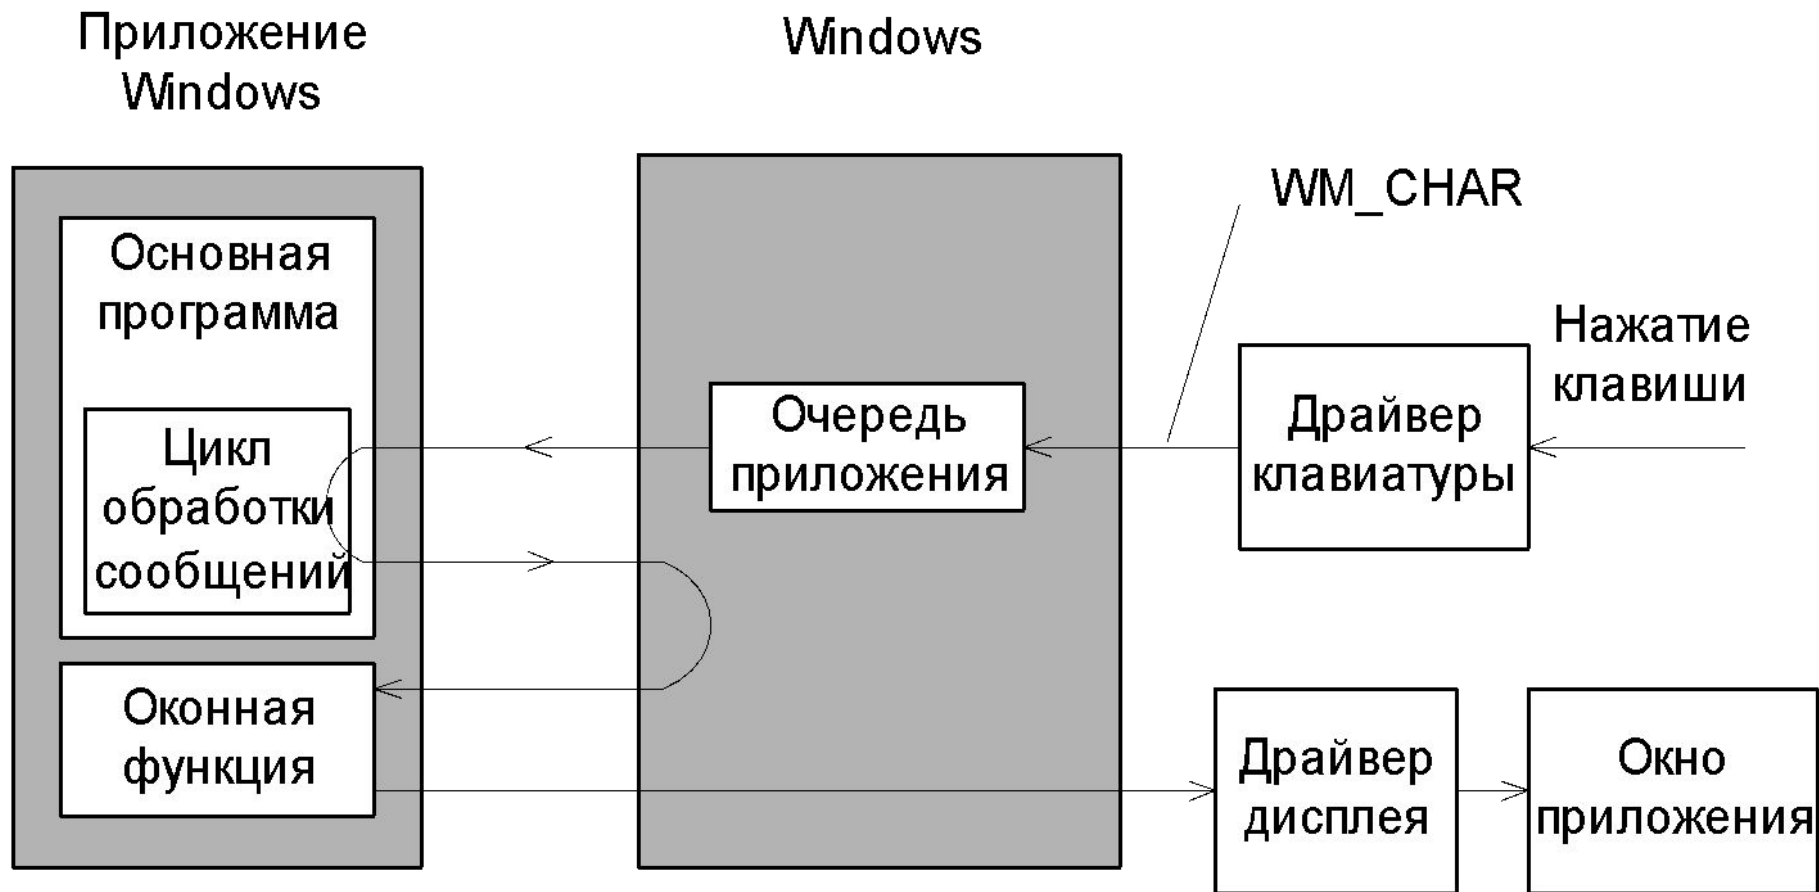 Приложение
Windows
Windows
WM_CHAR
Основная
программа
Нажатие
клавиши
Цикл
обработки
сообщений
Очередь
приложения
Драйвер
клавиатуры
Оконная
функция
Драйвер
дисплея
Окно
приложения